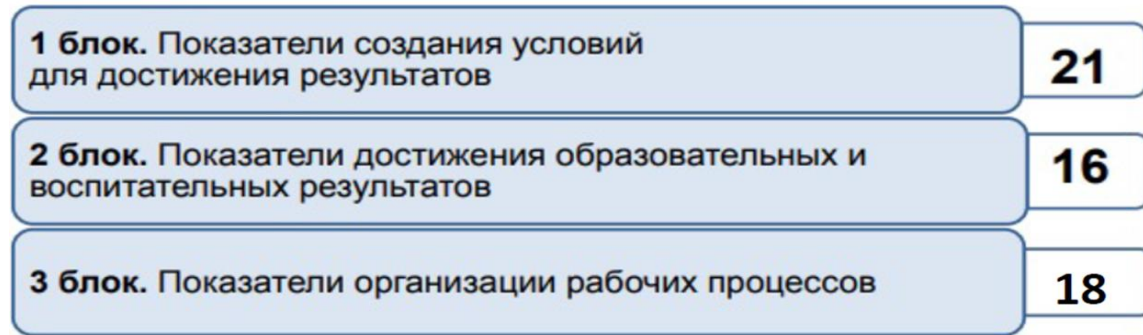 1 блок. Показатели создания условий
для достижения результатов
21
2 блок. Показатели достижения образовательных и
воспитательных результатов
16
3 блок. Показатели организации рабочих процессов
18